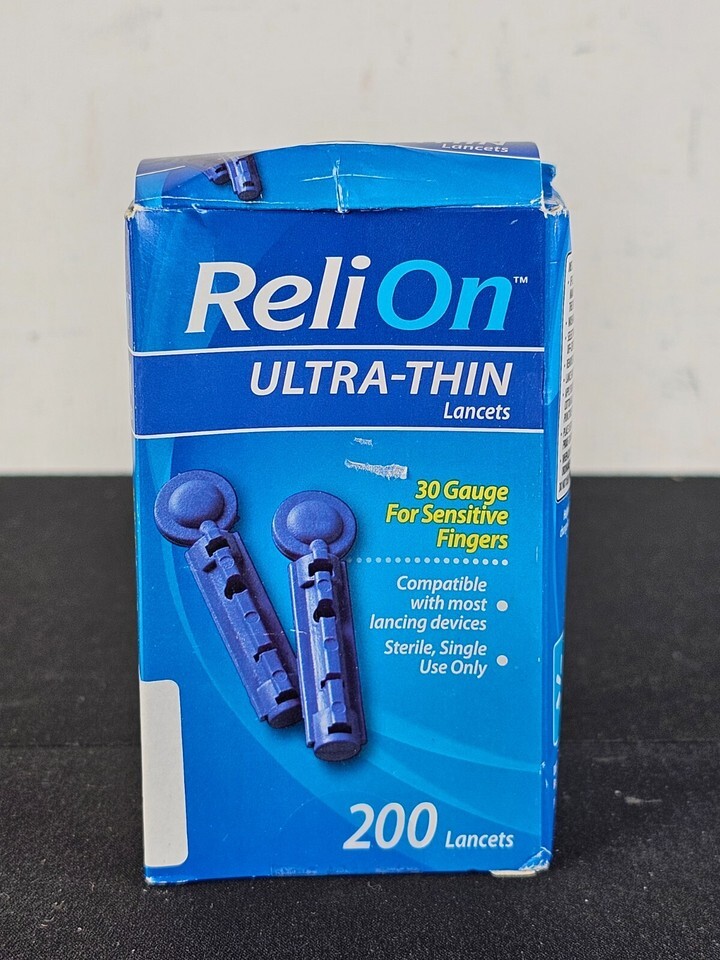 Lancets
ReliOn™
ULTRA-THIN
Lancets
30 Gauge
For Sensitive
Fingers
Compatible
with most
lancing devices
Sterile, Single
Use Only
200 Lancets